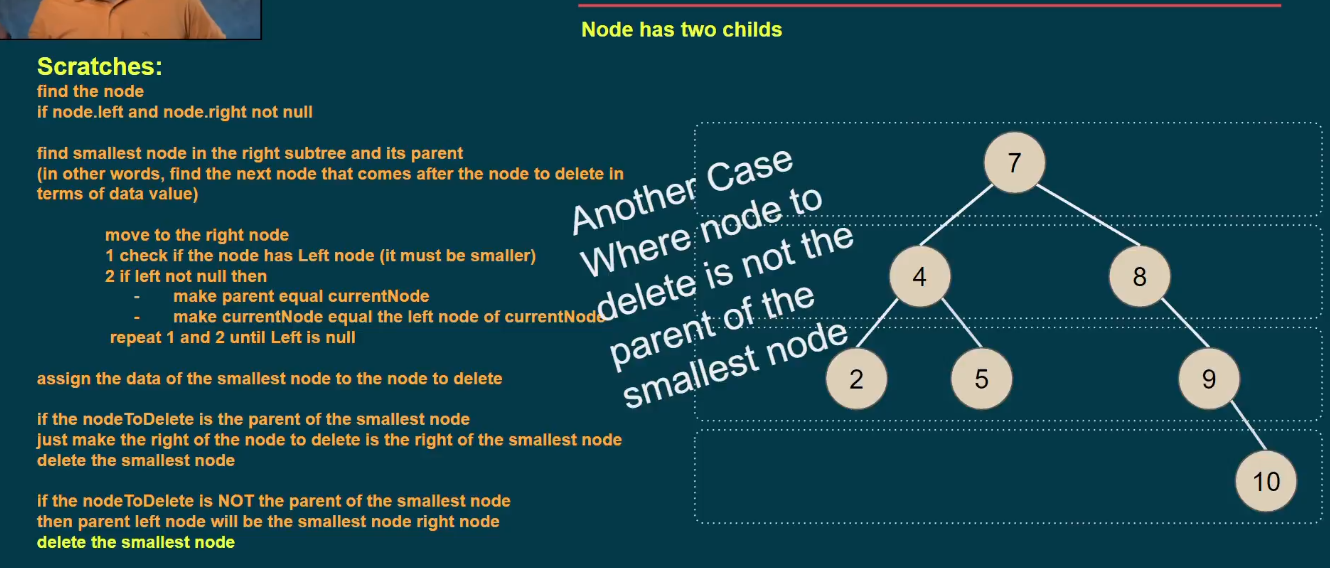 Node has two childs
Scratches:
find the node
if node.left and node.right not null
find smallest node in the right subtree and its parent
(in other words, find the next node that comes after the node to delete in
terms of data value)
move to the right node
1 check if the node has Left node (it must be smaller)
2 if left not null then
- make parent equal currentNode
- make currentNode equal the left node of currentNode
repeat 1 and 2 until Left is null
assign the data of the smallest node to the node to delete
if the nodeToDelete is the parent of the smallest node
just make the right of the node to delete is the right of the smallest node
delete the smallest node
if the nodeToDelete is NOT the parent of the smallest node
then parent left node will be the smallest node right node
delete the smallest node
Another Case
Where node to
delete is not the
parent of the
smallest node
7
4
8
2
5
9
10